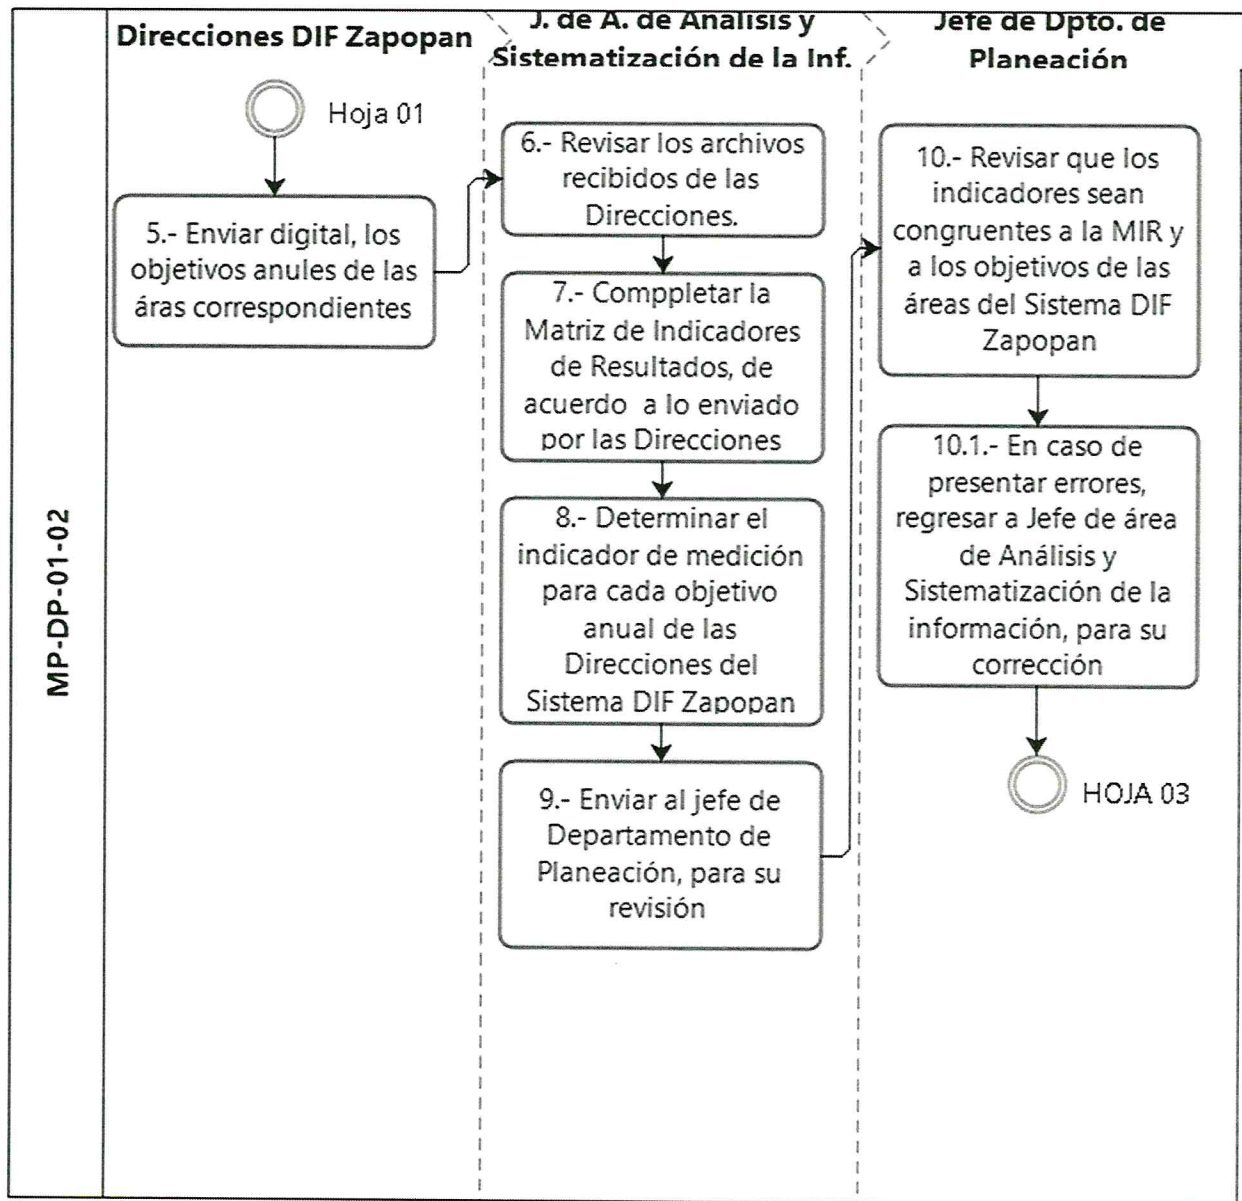 Direcciones DIF Zapopan
J. de A. de Análisis y
Sistematización de la Inf.
Jefe de Dpto. de
Planeación
MP-DP-01-02
Hoja 01
5.- Enviar digital, los
objetivos anules de las
áras correspondientes
6.- Revisar los archivos
recibidos de las
Direcciones.
7.- Comppletar la
Matriz de Indicadores
de Resultados, de
acuerdo a lo enviado
por las Direcciones
8.- Determinar el
indicador de medición
para cada objetivo
anual de las
Direcciones del
Sistema DIF Zapopan
9.- Enviar al jefe de
Departamento de
Planeación, para su
revisión
10.- Revisar que los
indicadores sean
congruentes a la MIR y
a los objetivos de las
áreas del Sistema DIF
Zapopan
10.1.- En caso de
presentar errores,
regresar a Jefe de área
de Análisis y
Sistematización de la
información, para su
corrección
HOJA 03